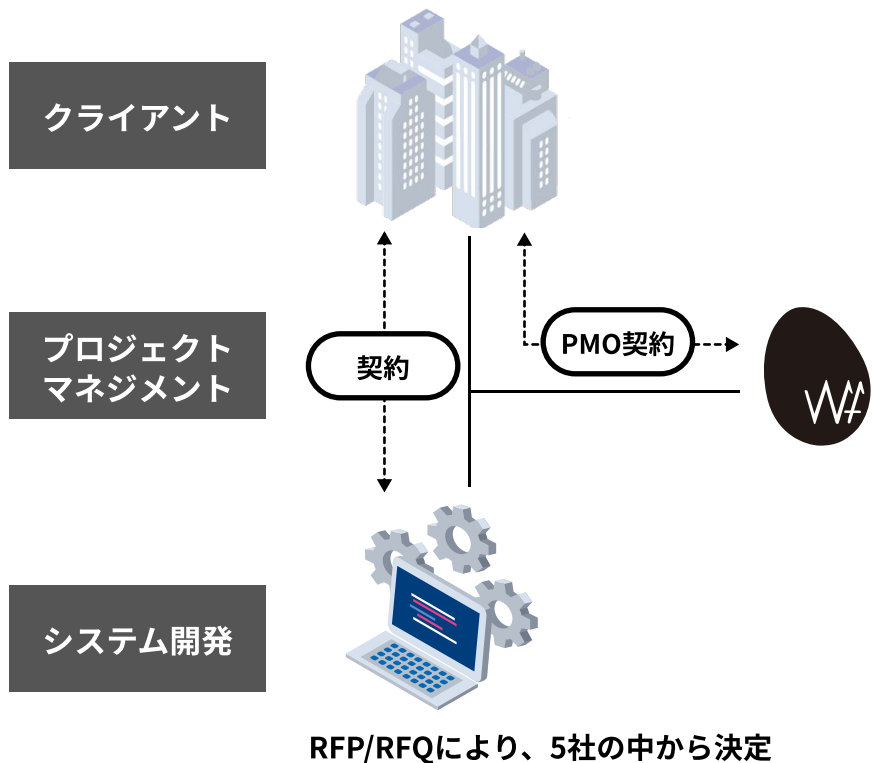 クライアント
プロジェクト
マネジメント
契約
PMO契約
システム開発
RFP/RFQにより、5社の中から決定